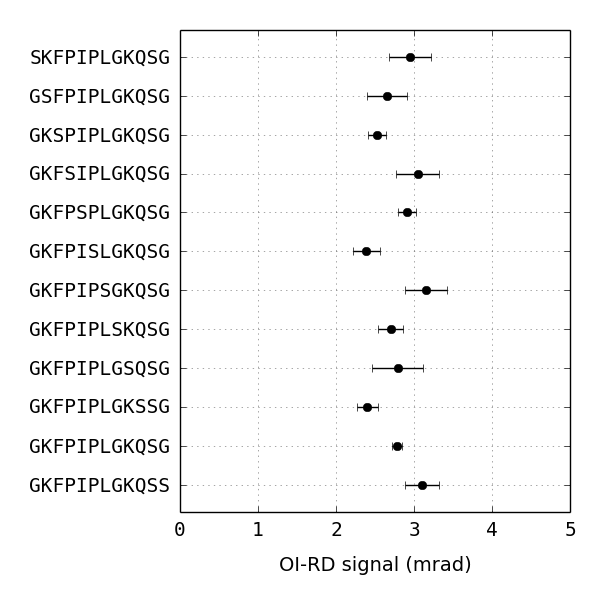 SKFPIPLGKQSG
GSFPIPLGKQSG
GKSPIPLGKQSG
GKFSIPLGKQSG
GKFPSPLGKQSG
GKFPISLGKQSG
GKFPIPSGKQSG
GKFPIPLSKQSG
GKFPIPLGSQSG
GKFPIPLGKSSG
GKFPIPLGKQSG
GKFPIPLGKQSS
0 1 2 3 4 5
OI-RD signal (mrad)